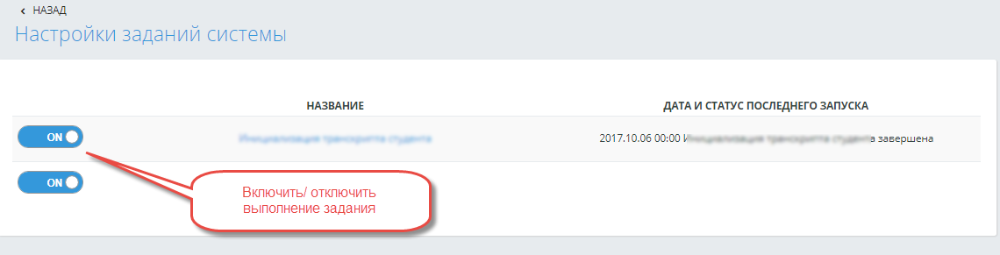 НАЗАД
Настройки заданий системы
НАЗВАНИЕ ДАТА И СТАТУС ПОСЛЕДНЕГО ЗАПУСКА
ON Инициализация транскрипта студента 2017.10.06 00:00 Инициализация транскрипта студента завершена
ON
Включить/ отключить
выполнение задания